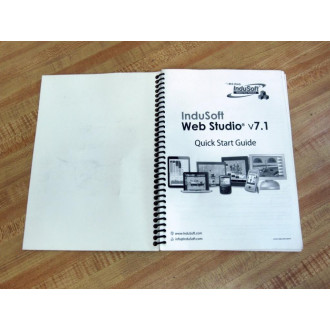 InduSoft
InduSoft
Web Studio® v7.1
Quick Start Guide
www.indusoft.com
info@indusoft.com